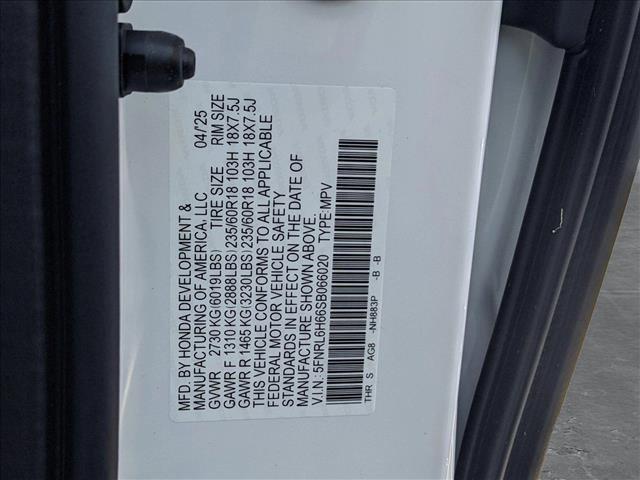 MFD. BY HONDA DEVELOPMENT &
MANUFACTURING OF AMERICA, LLC 04/'25
GVWR 2730 KG(6019LBS) TIRE SIZE RIM SIZE
GAWR F 1310 KG(2888LBS)235/60R18 103H 18X7.5J
GAWR R 1465 KG(3230LBS)235/60R18 103H 18X7.5J
THIS VEHICLE CONFORMS TO ALL APPLICABLE
FEDERAL MOTOR VEHICLE SAFETY
STANDARDS IN EFFECT ON THE DATE OF
MANUFACTURE SHOWN ABOVE.
V.I.N.: 5FNRL6H66SB066020 TYPE:MPV
THR S AG8 -NH883P -B -B